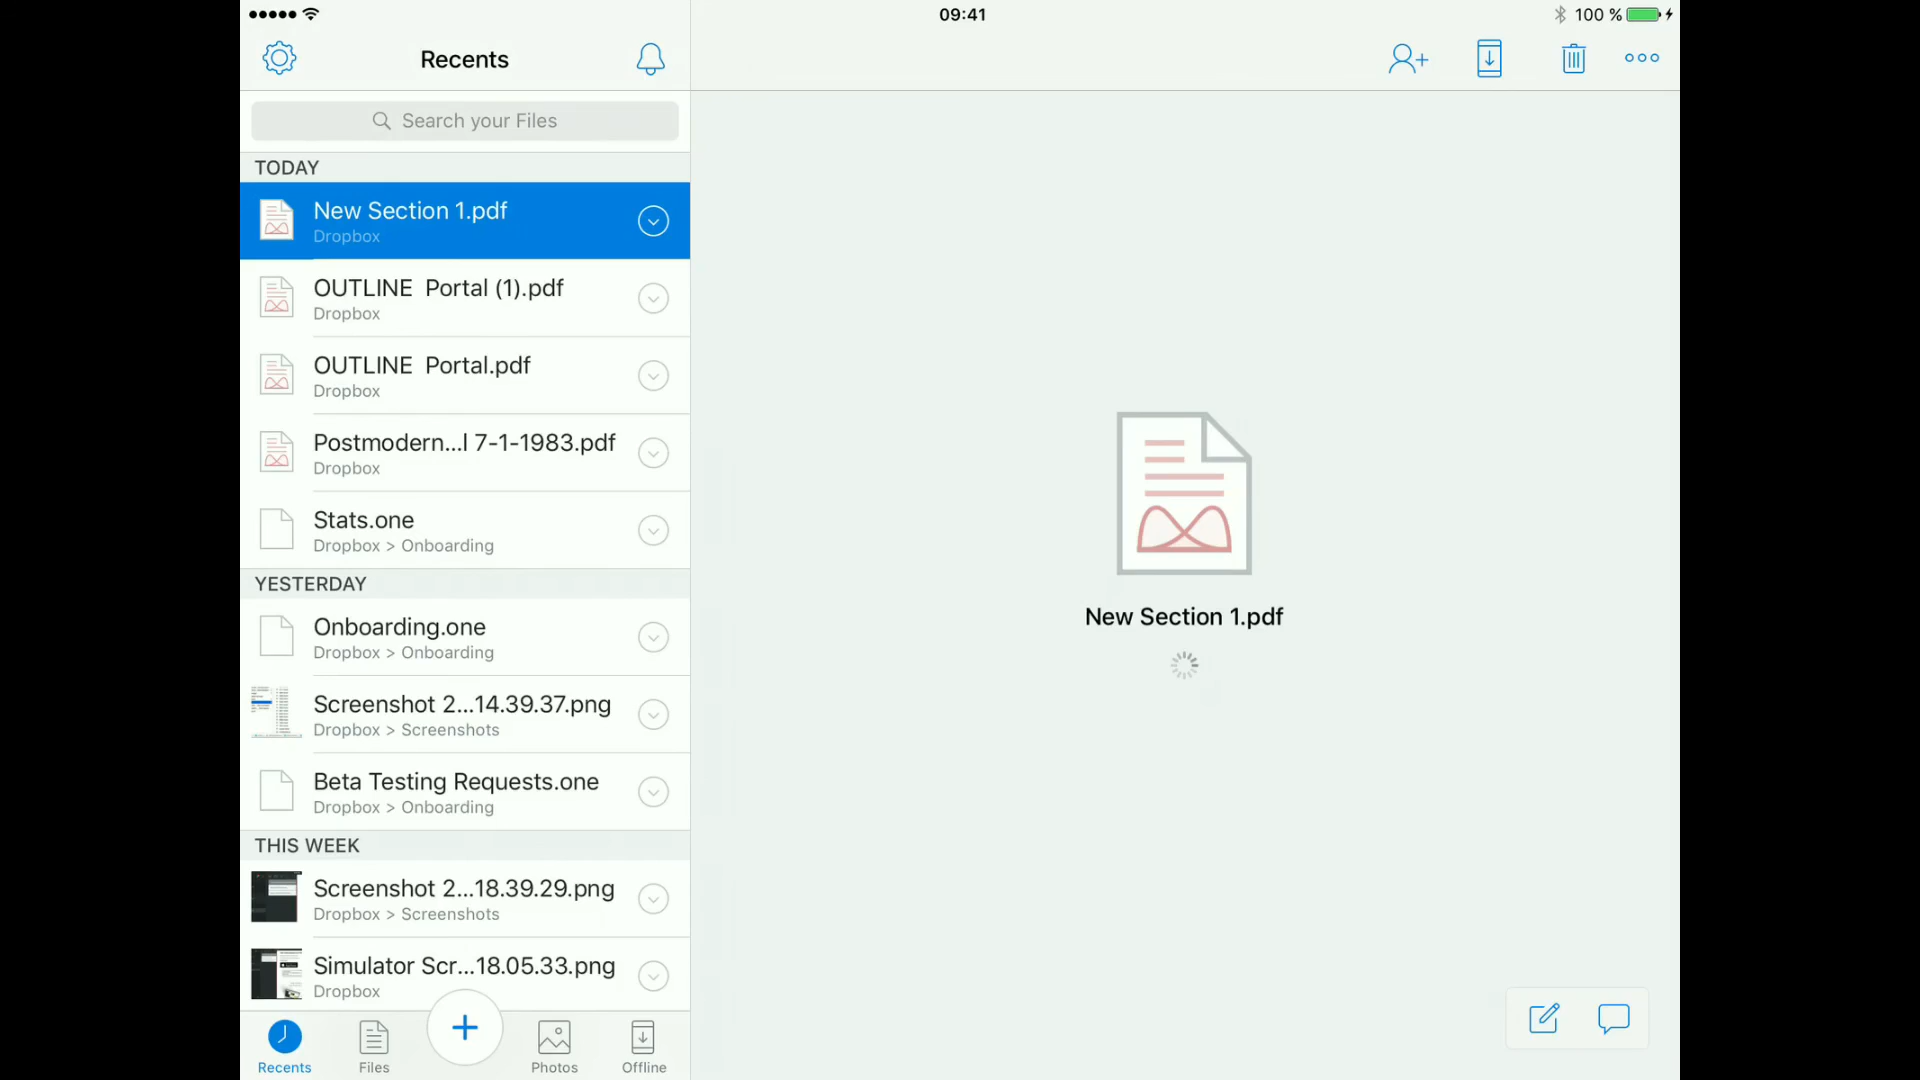 09:41
100 %
Recents
Search your Files
TODAY
New Section 1.pdf
Dropbox
OUTLINE  Portal (1).pdf
Dropbox
OUTLINE  Portal.pdf
Dropbox
Postmodern...l 7-1-1983.pdf
Dropbox
Stats.one
Dropbox > Onboarding
YESTERDAY
Onboarding.one
Dropbox > Onboarding
Screenshot 2...14.39.37.png
Dropbox > Screenshots
Beta Testing Requests.one
Dropbox > Onboarding
THIS WEEK
Screenshot 2...18.39.29.png
Dropbox > Screenshots
Simulator Scr...18.05.33.png
Dropbox
Recents
Files
Photos
Offline
New Section 1.pdf